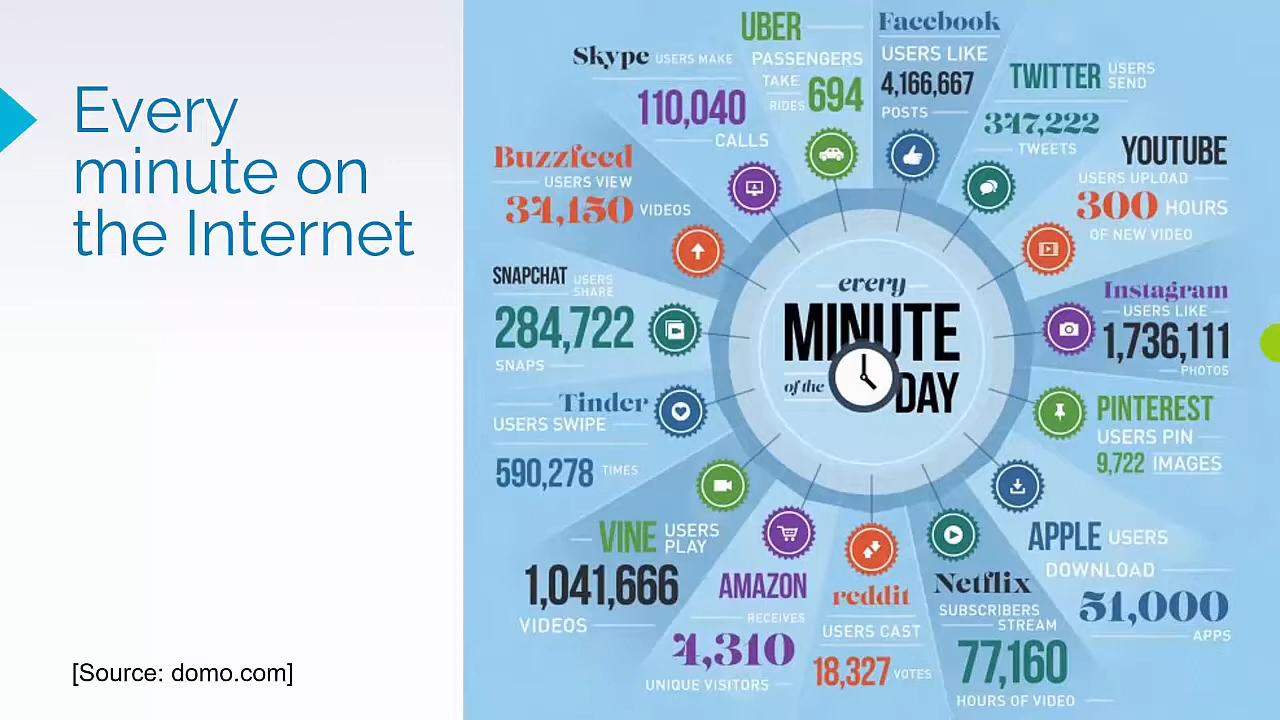 Every
minute on
the Internet
[Source: domo.com]
every
MINUTE
of the DAY
Facebook
USERS LIKE
4,166,667
POSTS
TWITTER USERS SEND
347,222
TWEETS
YOUTUBE
USERS UPLOAD
300 HOURS
OF NEW VIDEO
Instagram
USERS LIKE
1,736,111
PHOTOS
PINTEREST
USERS PIN
9,722 IMAGES
APPLE USERS
DOWNLOAD
51,000
APPS
Netflix
SUBSCRIBERS
STREAM
77,160
HOURS OF VIDEO
reddit
USERS CAST
18,327 VOTES
AMAZON
RECEIVES
4,310
UNIQUE VISITORS
VINE USERS PLAY
1,041,666
VIDEOS
Tinder
USERS SWIPE
590,278 TIMES
SNAPCHAT USERS SHARE
284,722
SNAPS
Buzzfeed
USERS VIEW
34,150 VIDEOS
Skype USERS MAKE
110,040
CALLS
UBER
PASSENGERS
TAKE
RIDES 694